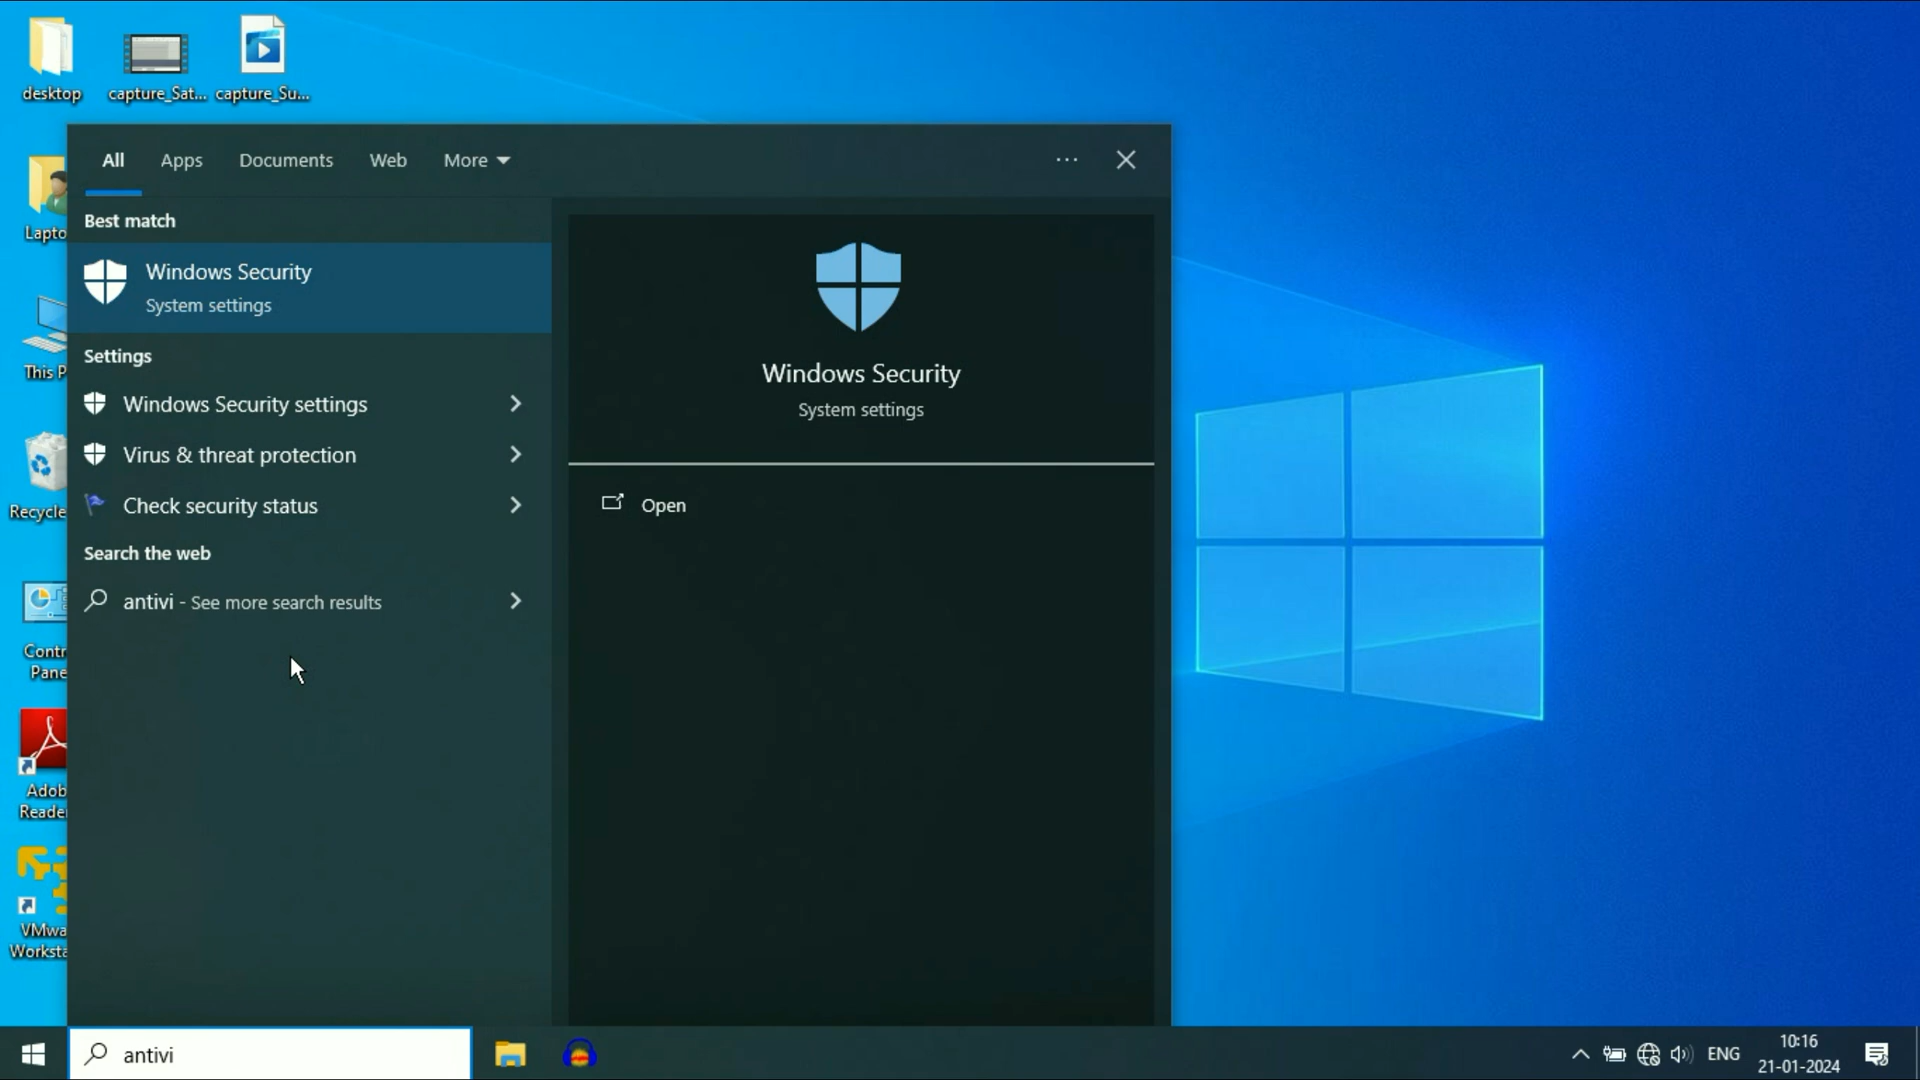 desktop
capture_Sat...
capture_Su...
All
Apps
Documents
Web
More
Best match
Windows Security
System settings
Settings
Windows Security settings
Virus & threat protection
Check security status
Search the web
antivi - See more search results
Windows Security
System settings
Open
Lapto
This P
Recycle
Contr
Pane
Adob
Reade
VMwa
Worksta
antivi
ENG
10:16
21-01-2024